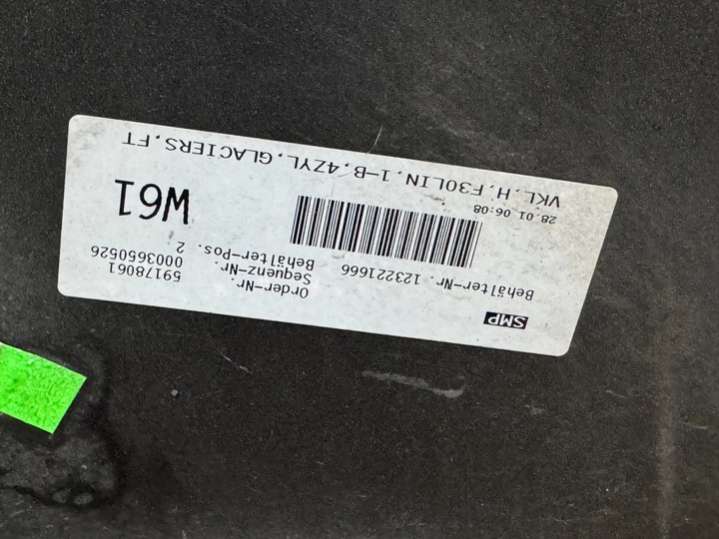 SMP
Behälter-Nr. 123221666
Order-Nr. 59178061
Sequenz-Nr. 0003650526
Behälter-Pos. 2
28.01 06:08
W61
VKL.H.F30LIN.1-B.4ZYL.GLACIERS.FT